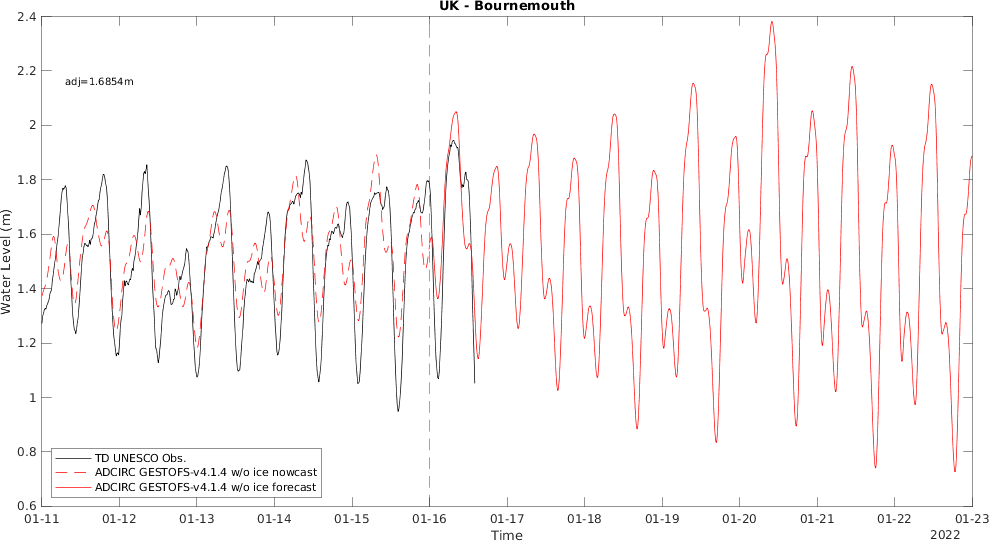 UK - Bournemouth
2.4
2.2
2
1.8
1.6
1.4
1.2
1
0.8
0.6
Water Level (m)
adj=1.6854m
TD UNESCO Obs.
ADCIRC GESTOFS-v4.1.4 w/o ice nowcast
ADCIRC GESTOFS-v4.1.4 w/o ice forecast
01-11 01-12 01-13 01-14 01-15 01-16 01-17 01-18 01-19 01-20 01-21 01-22 01-23
Time
2022